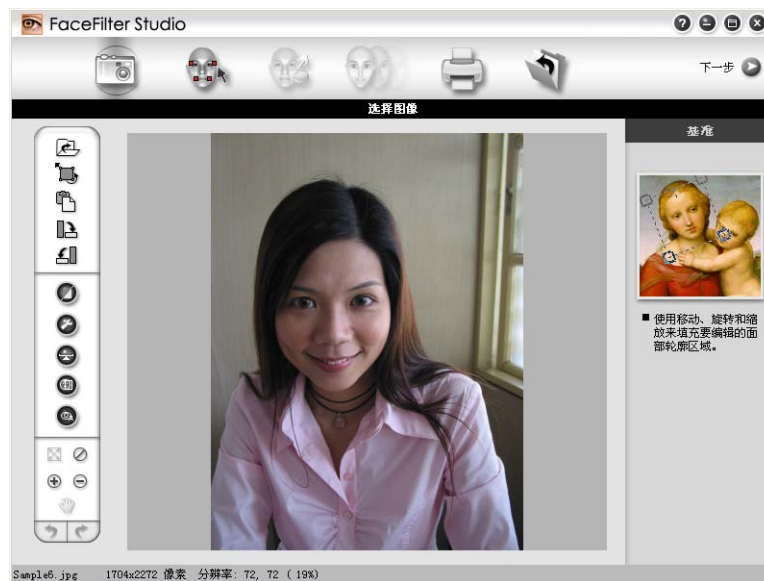 FaceFilter Studio
下一步
选择图像
基准
■ 使用移动、旋转和缩
放来填充要编辑的面
部轮廓区域。
Sample6.jpg 1704x2272 像素 分辨率: 72, 72 ( 19%)